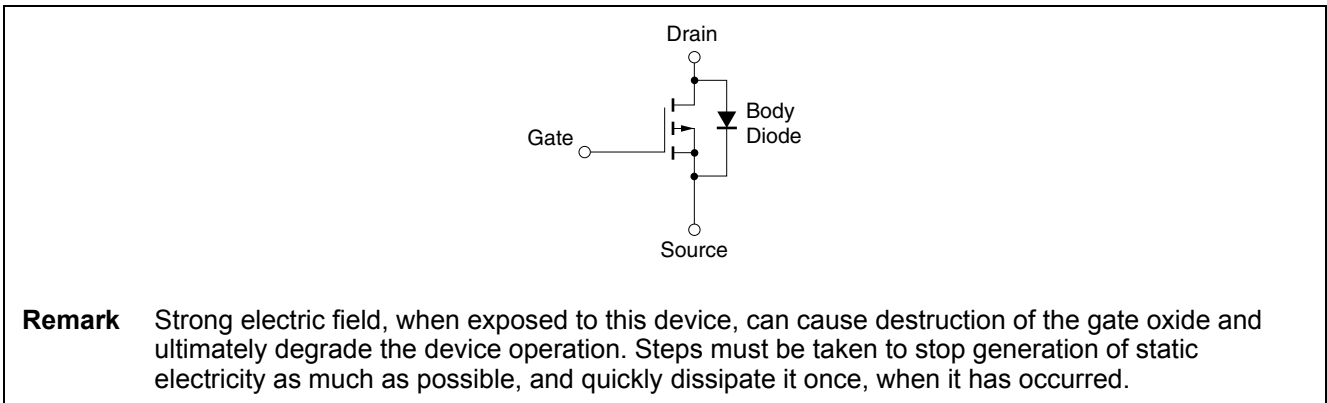 Drain
Body
Diode
Gate
Source
Remark Strong electric field, when exposed to this device, can cause destruction of the gate oxide and
ultimately degrade the device operation. Steps must be taken to stop generation of static
electricity as much as possible, and quickly dissipate it once, when it has occurred.